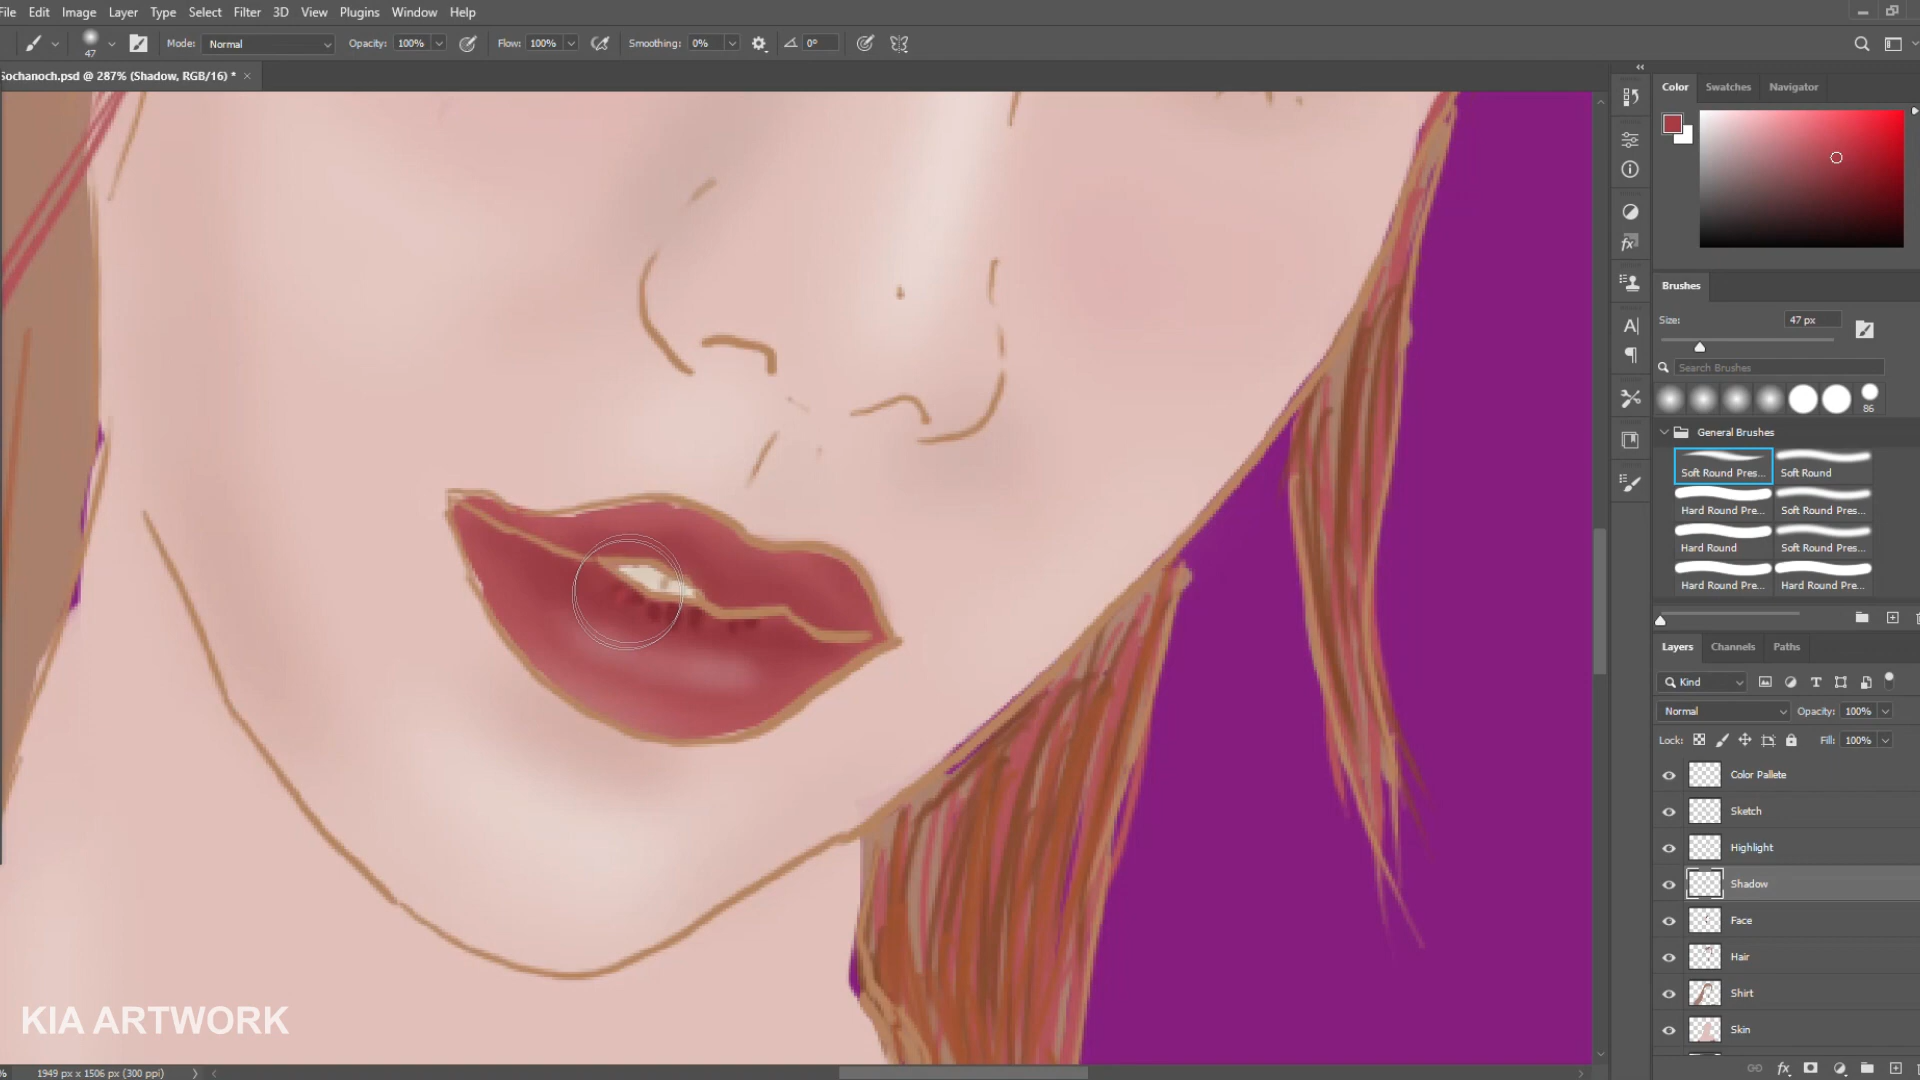 File Edit Image Layer Type Select Filter 3D View Plugins Window Help
47 Mode: Normal Opacity: 100% Flow: 100% Smoothing: 0% 0°
Sochanoch.psd @ 287% (Shadow, RGB/16) * ×
Color Swatches Navigator
Brushes
Size: 47 px
Search Brushes
86
General Brushes
Soft Round Pres... Soft Round
Hard Round Pre... Soft Round Pres...
Hard Round Soft Round Pres...
Hard Round Pre... Hard Round Pre...
Layers Channels Paths
Kind
Normal Opacity: 100%
Lock: Fill: 100%
Color Pallete
Sketch
Highlight
Shadow
Face
Hair
Shirt
Skin
KIA ARTWORK
% 1949 px x 1506 px (300 ppi)